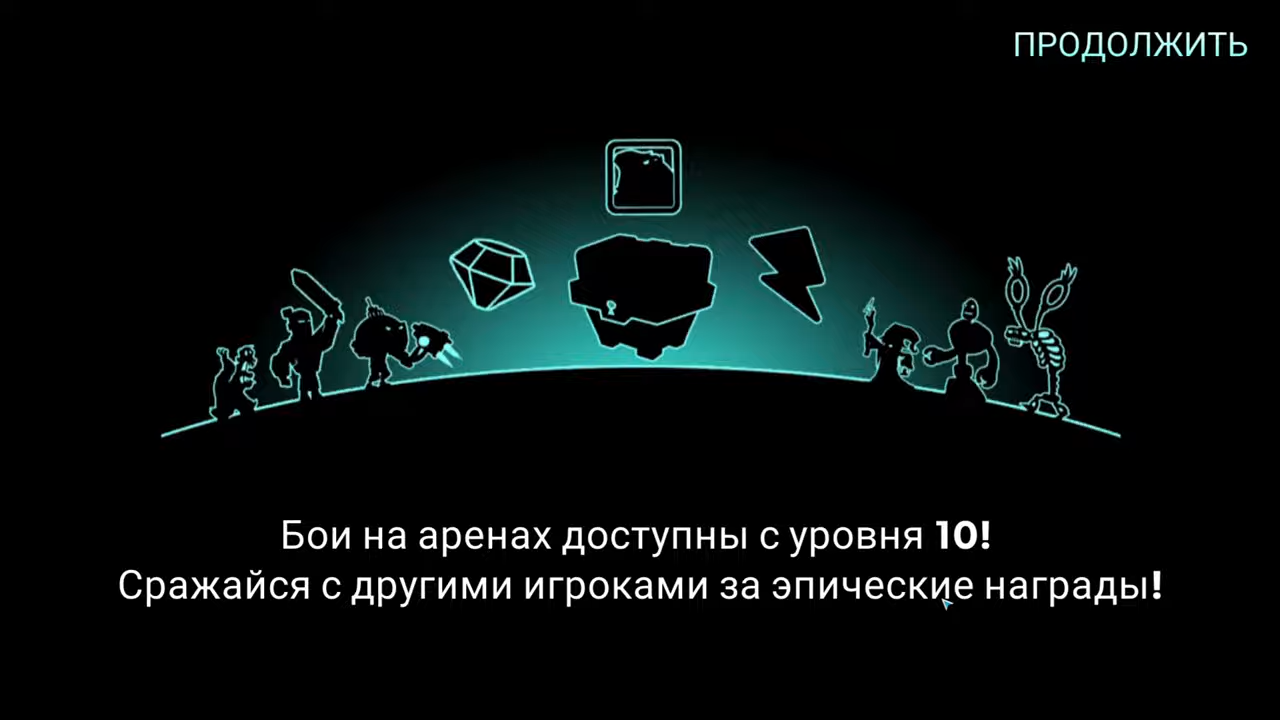 ПРОДОЛЖИТЬ
Бои на аренах доступны с уровня 10!
Сражайся с другими игроками за эпические награды!